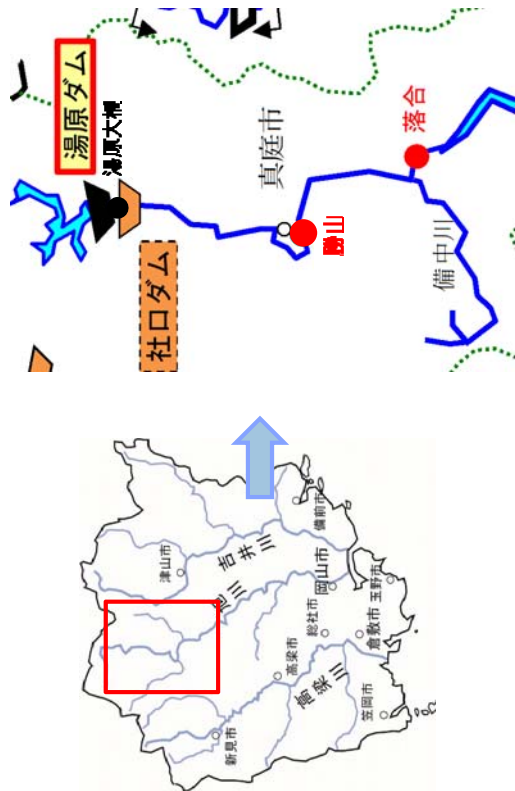 湯原ダム
湯原大橋
社口ダム
真庭市
勝山
落合
備中川
津山市
吉井川
旭川
備前市
岡山市
玉野市
総社市
倉敷市
高梁市
高梁川
新見市
笠岡市